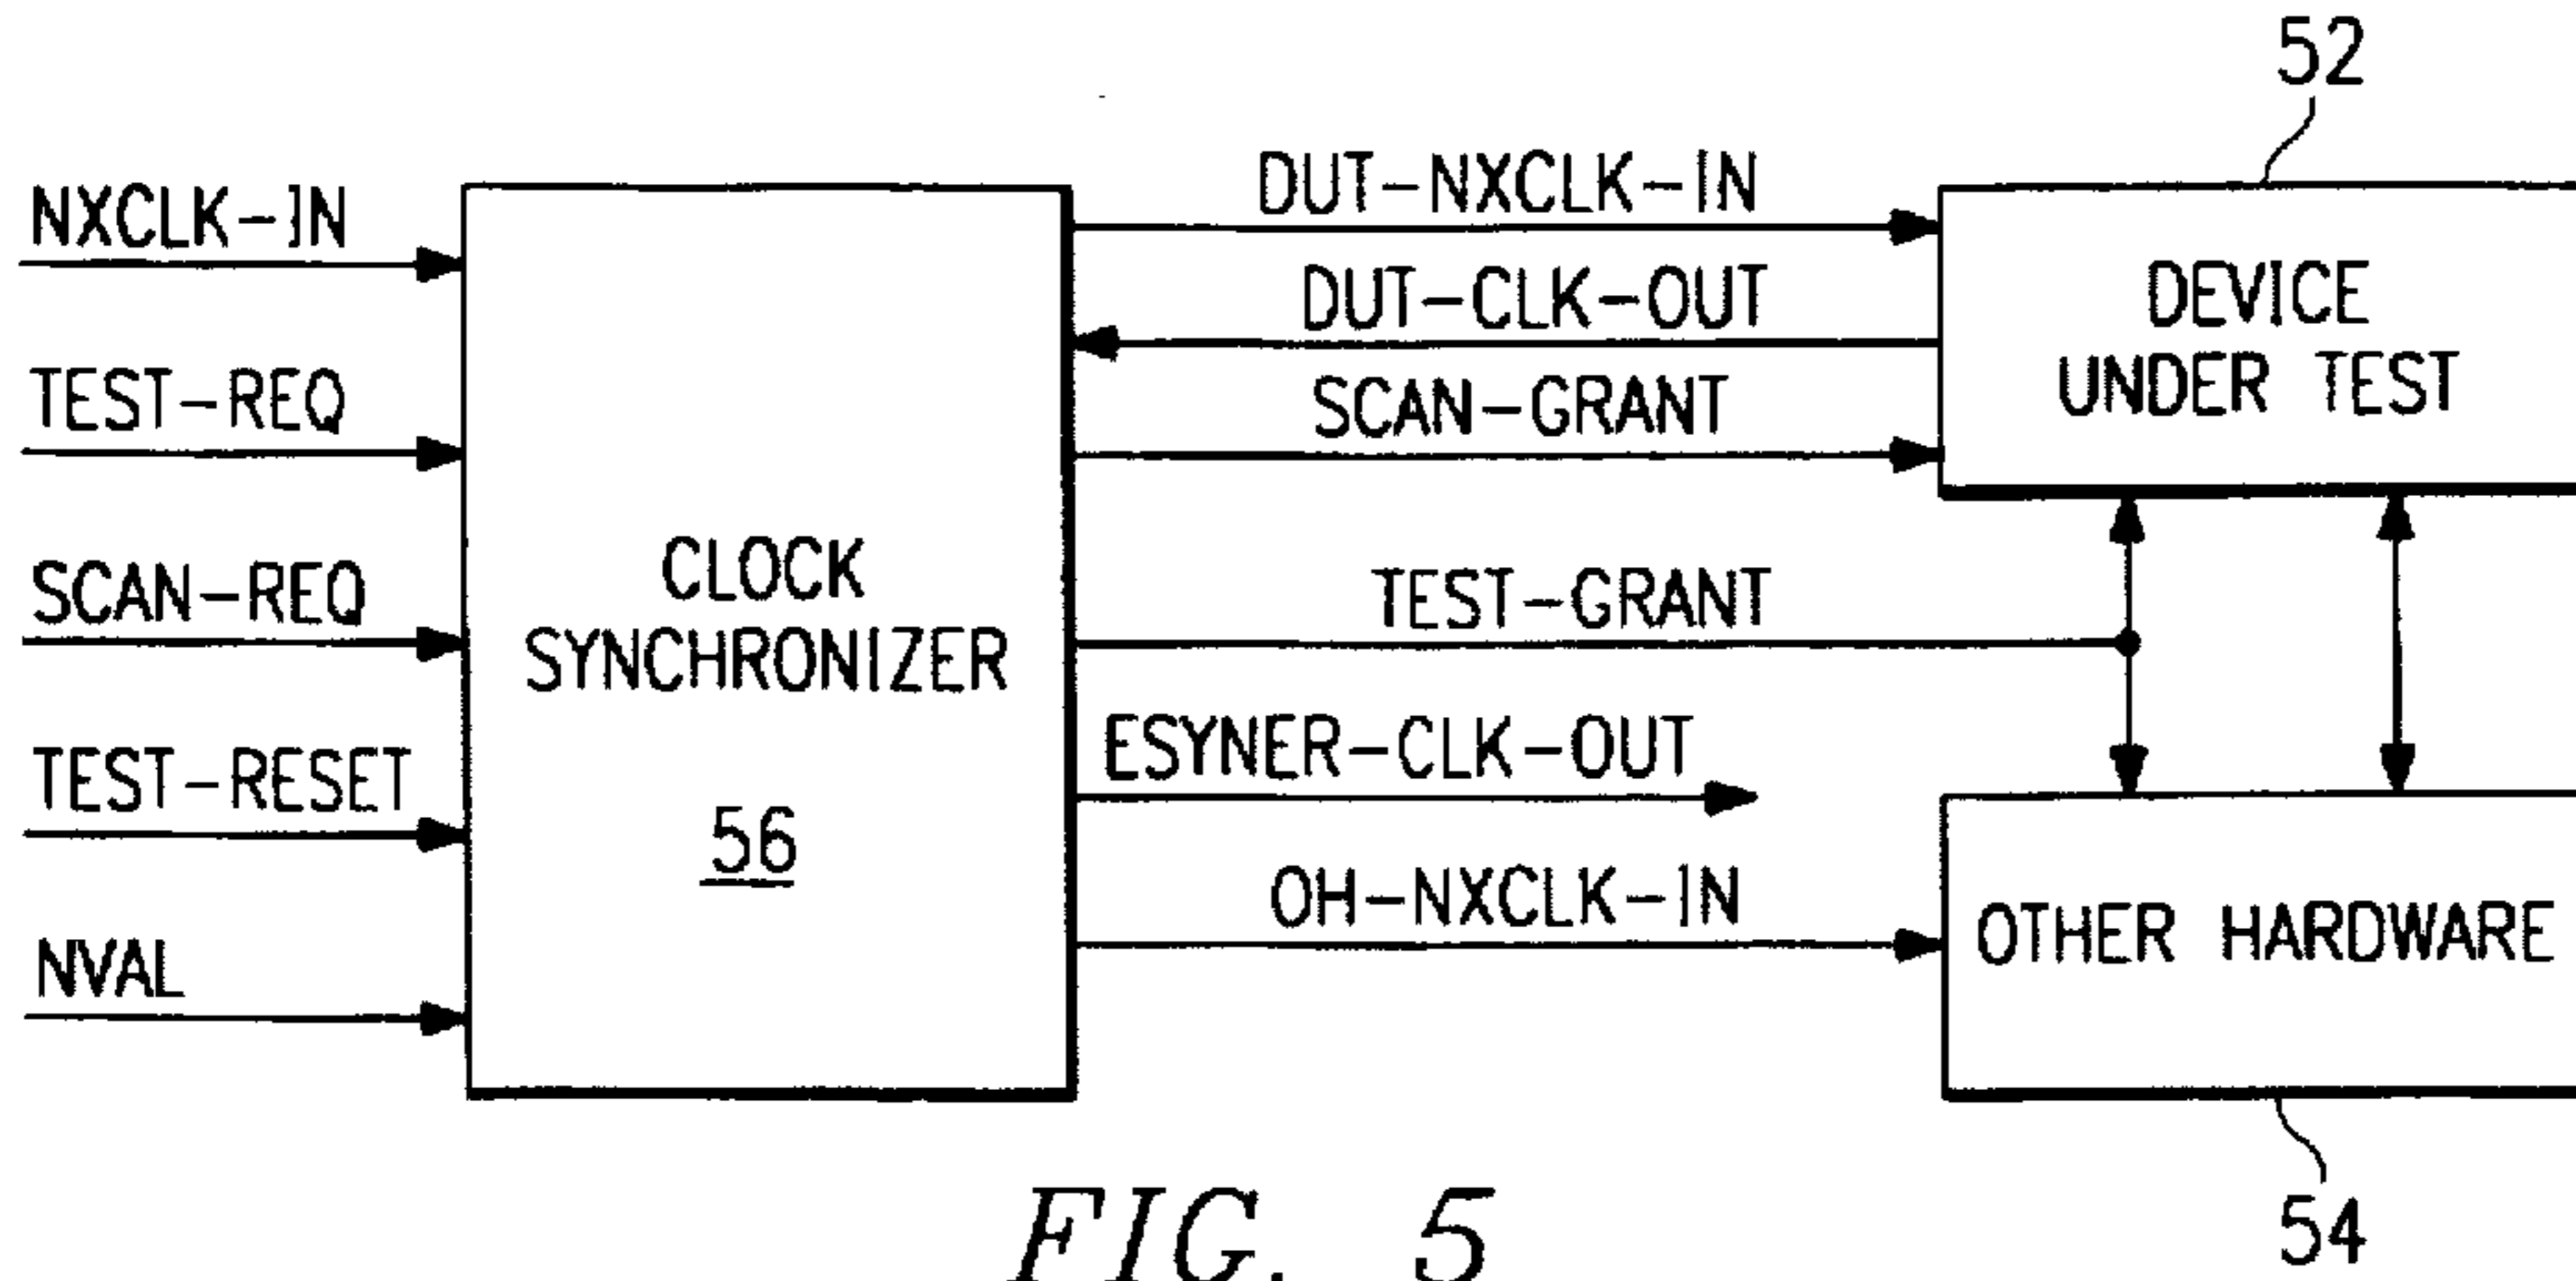 52
NXCLK-IN
TEST-REQ
SCAN-REQ
TEST-RESET
NVAL
CLOCK
SYNCHRONIZER
56
DUT-NXCLK-IN
DUT-CLK-OUT
SCAN-GRANT
TEST-GRANT
ESYNER-CLK-OUT
OH-NXCLK-IN
DEVICE
UNDER TEST
OTHER HARDWARE
54
FIG. 5